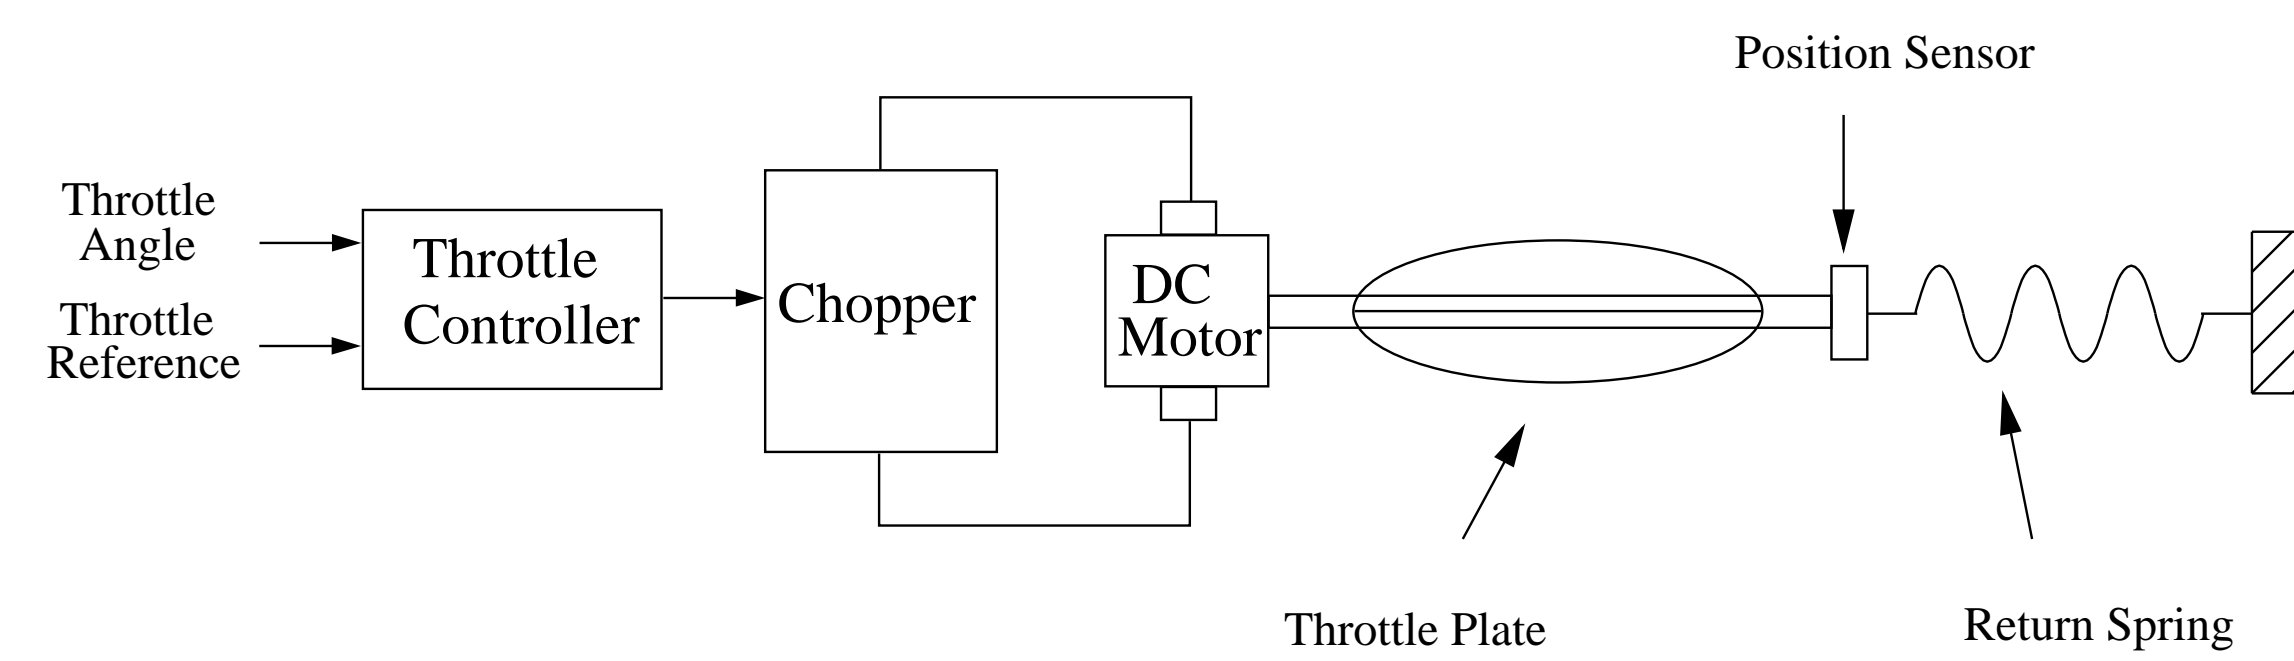 Position Sensor
Throttle
Angle
Throttle
Reference
Throttle
Controller
Chopper
DC
Motor
Throttle Plate
Return Spring